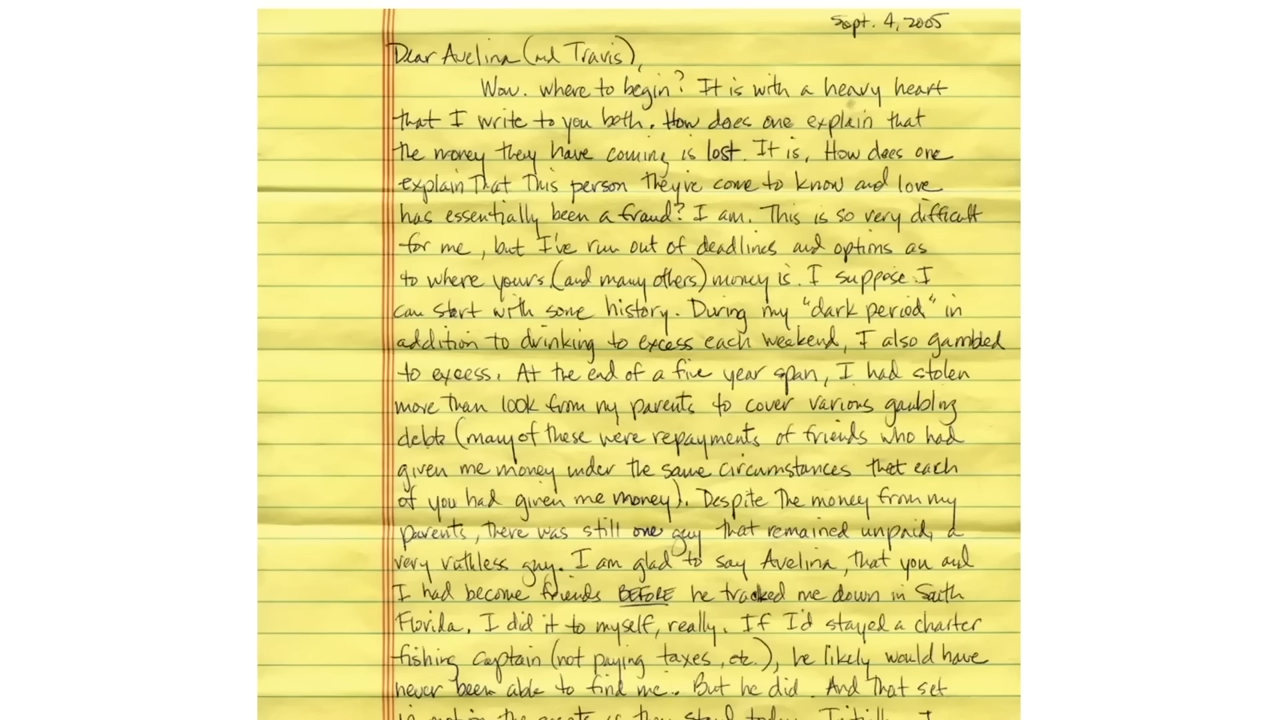 Sept. 4, 2005
Dear Avelina (and Travis),
Wow. where to begin? It is with a heavy heart
that I write to you both. How does one explain that
the money they have coming is lost. It is. How does one
explain that this person they've come to know and love
has essentially been a fraud? I am. This is so very difficult
for me, but I've run out of deadlines and options as
to where yours (and many others) money is. I suppose I
can start with some history. During my "dark period" in
addition to drinking to excess each weekend, I also gambled
to excess. At the end of a five year span, I had stolen
more than 100k from my parents to cover various gambling
debts (many of these were repayments of friends who had
given me money under the same circumstances that each
of you had given me money). Despite the money from my
parents, there was still one guy that remained unpaid, a
very ruthless guy. I am glad to say Avelina, that you and
I had become friends BEFORE he tracked me down in South
Florida. I did it to myself, really. If I'd stayed a charter
fishing captain (not paying taxes, etc.), he likely would have
never been able to find me. But he did. And that set
in motion the events as they stand today. Initially, I